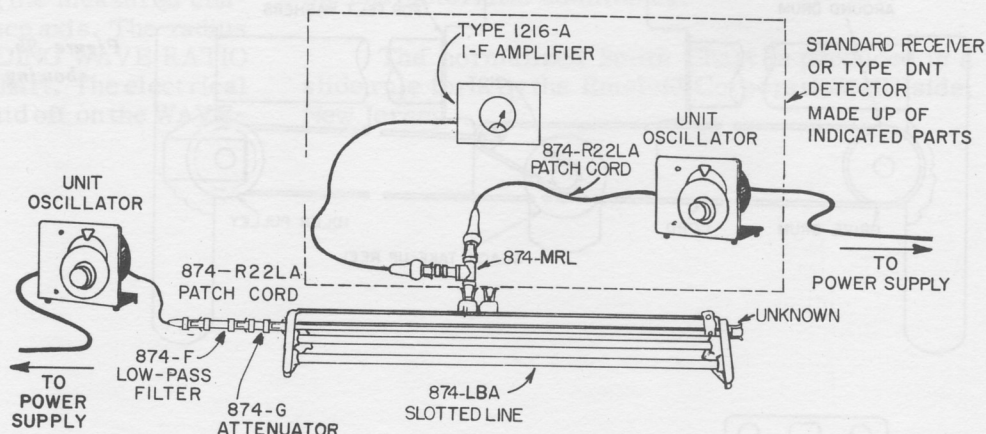 TYPE 1216-A
I-F AMPLIFIER
STANDARD RECEIVER
OR TYPE DNT
DETECTOR
MADE UP OF
INDICATED PARTS
UNIT
OSCILLATOR
874-R22LA
PATCH CORD
UNIT
OSCILLATOR
874-MRL
TO
POWER SUPPLY
874-R22LA
PATCH CORD
UNKNOWN
874-F
LOW-PASS
FILTER
874-G
ATTENUATOR
874-LBA
SLOTTED LINE
TO
POWER
SUPPLY